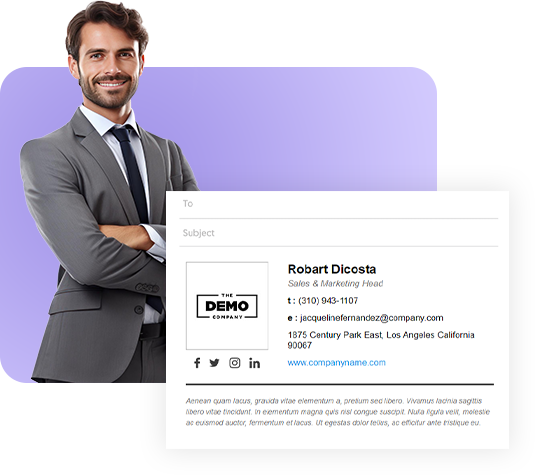 To
Subject
Robart Dicosta
Sales & Marketing Head
t : (310) 943-1107
e : jacquelinefernandez@company.com
1875 Century Park East, Los Angeles California
90067
www.companyname.com
THE
DEMO
COMPANY
Aenean quam lacus, gravida vitae elementum a, pretium sed libero. Vivamus lacinia sagittis
libero vitae tincidunt. In elementum magna quis nisl congue suscipit. Nulla ligula velit, molestie
ac euismod auctor, fermentum et lacus. Ut egestas dolor tellus, ac efficitur ante tristique eu.